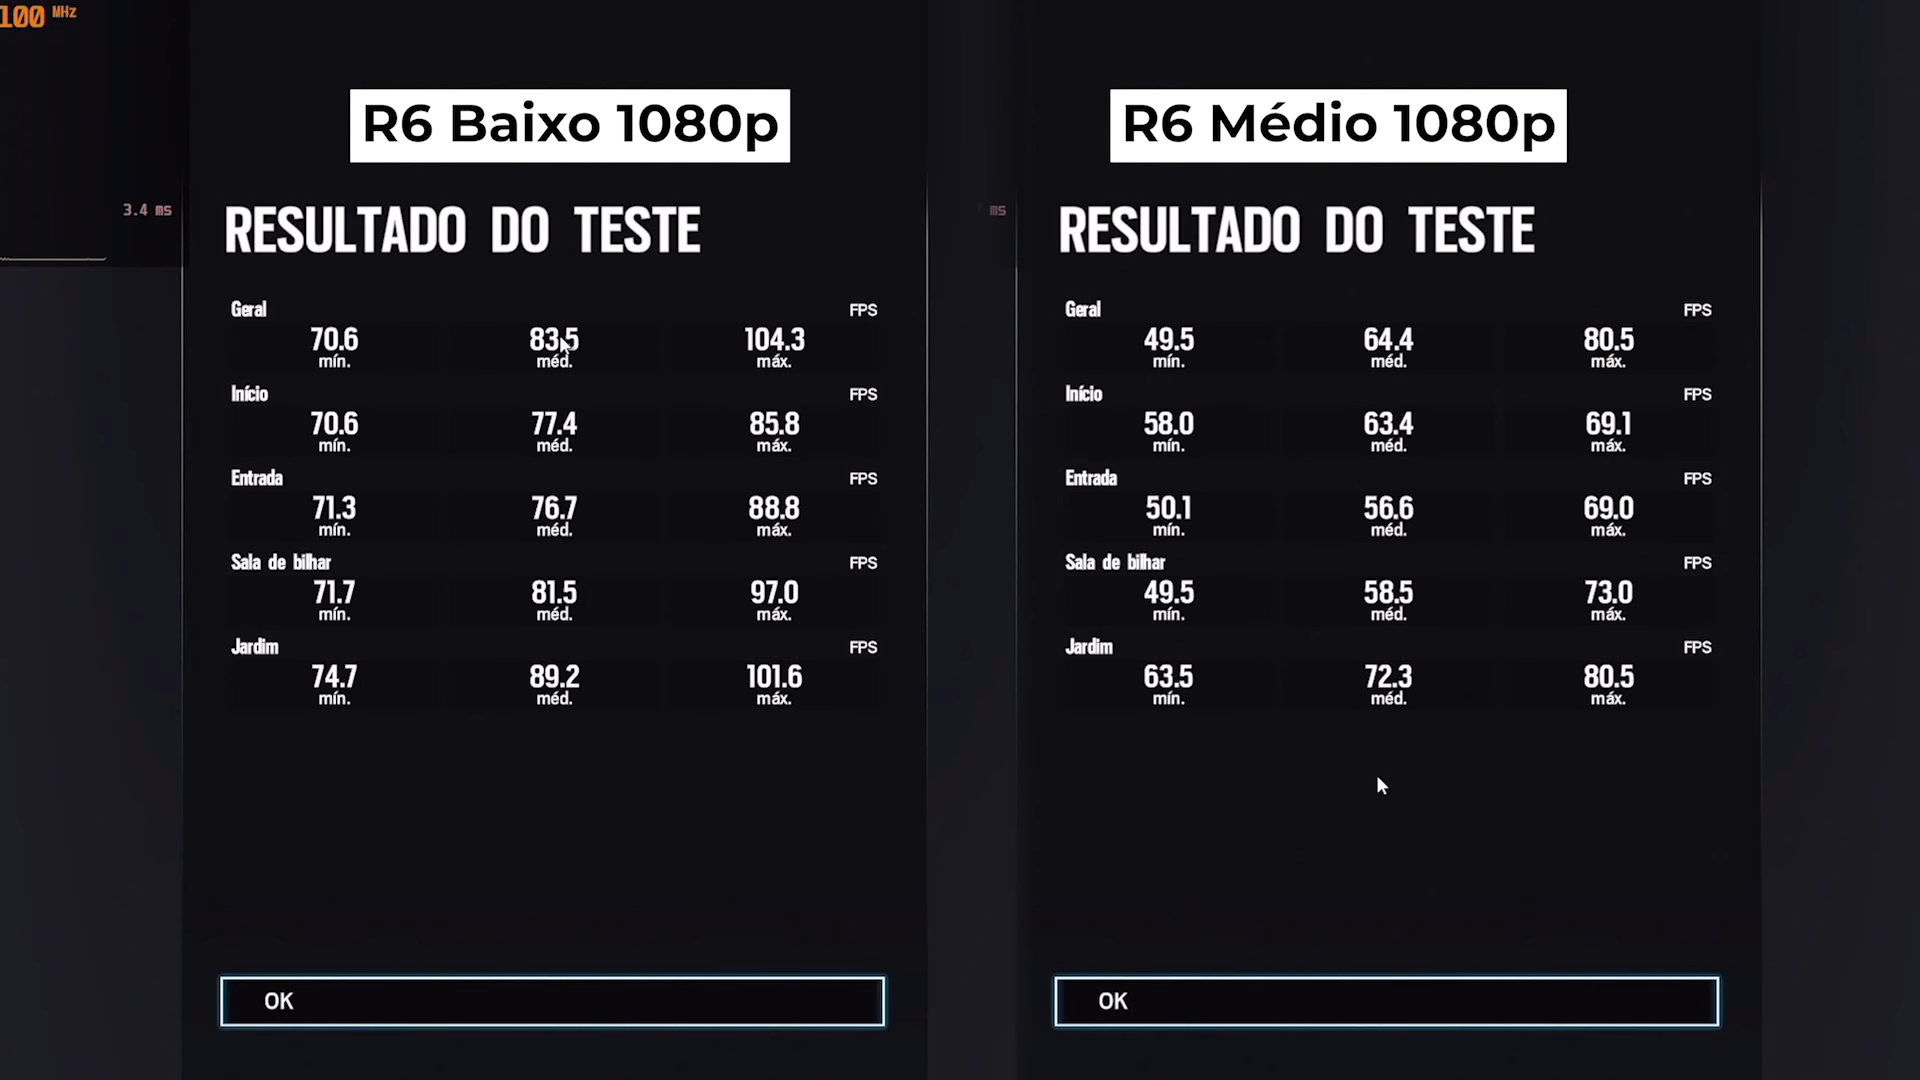 100 MHz
R6 Baixo 1080p
R6 Médio 1080p
3.4 ms
ms
RESULTADO DO TESTE
Geral FPS
70.6 83.5 104.3
mín. méd. máx.
Início FPS
70.6 77.4 85.8
mín. méd. máx.
Entrada FPS
71.3 76.7 88.8
mín. méd. máx.
Sala de bilhar FPS
71.7 81.5 97.0
mín. méd. máx.
Jardim FPS
74.7 89.2 101.6
mín. méd. máx.
OK
RESULTADO DO TESTE
Geral FPS
49.5 64.4 80.5
mín. méd. máx.
Início FPS
58.0 63.4 69.1
mín. méd. máx.
Entrada FPS
50.1 56.6 69.0
mín. méd. máx.
Sala de bilhar FPS
49.5 58.5 73.0
mín. méd. máx.
Jardim FPS
63.5 72.3 80.5
mín. méd. máx.
OK